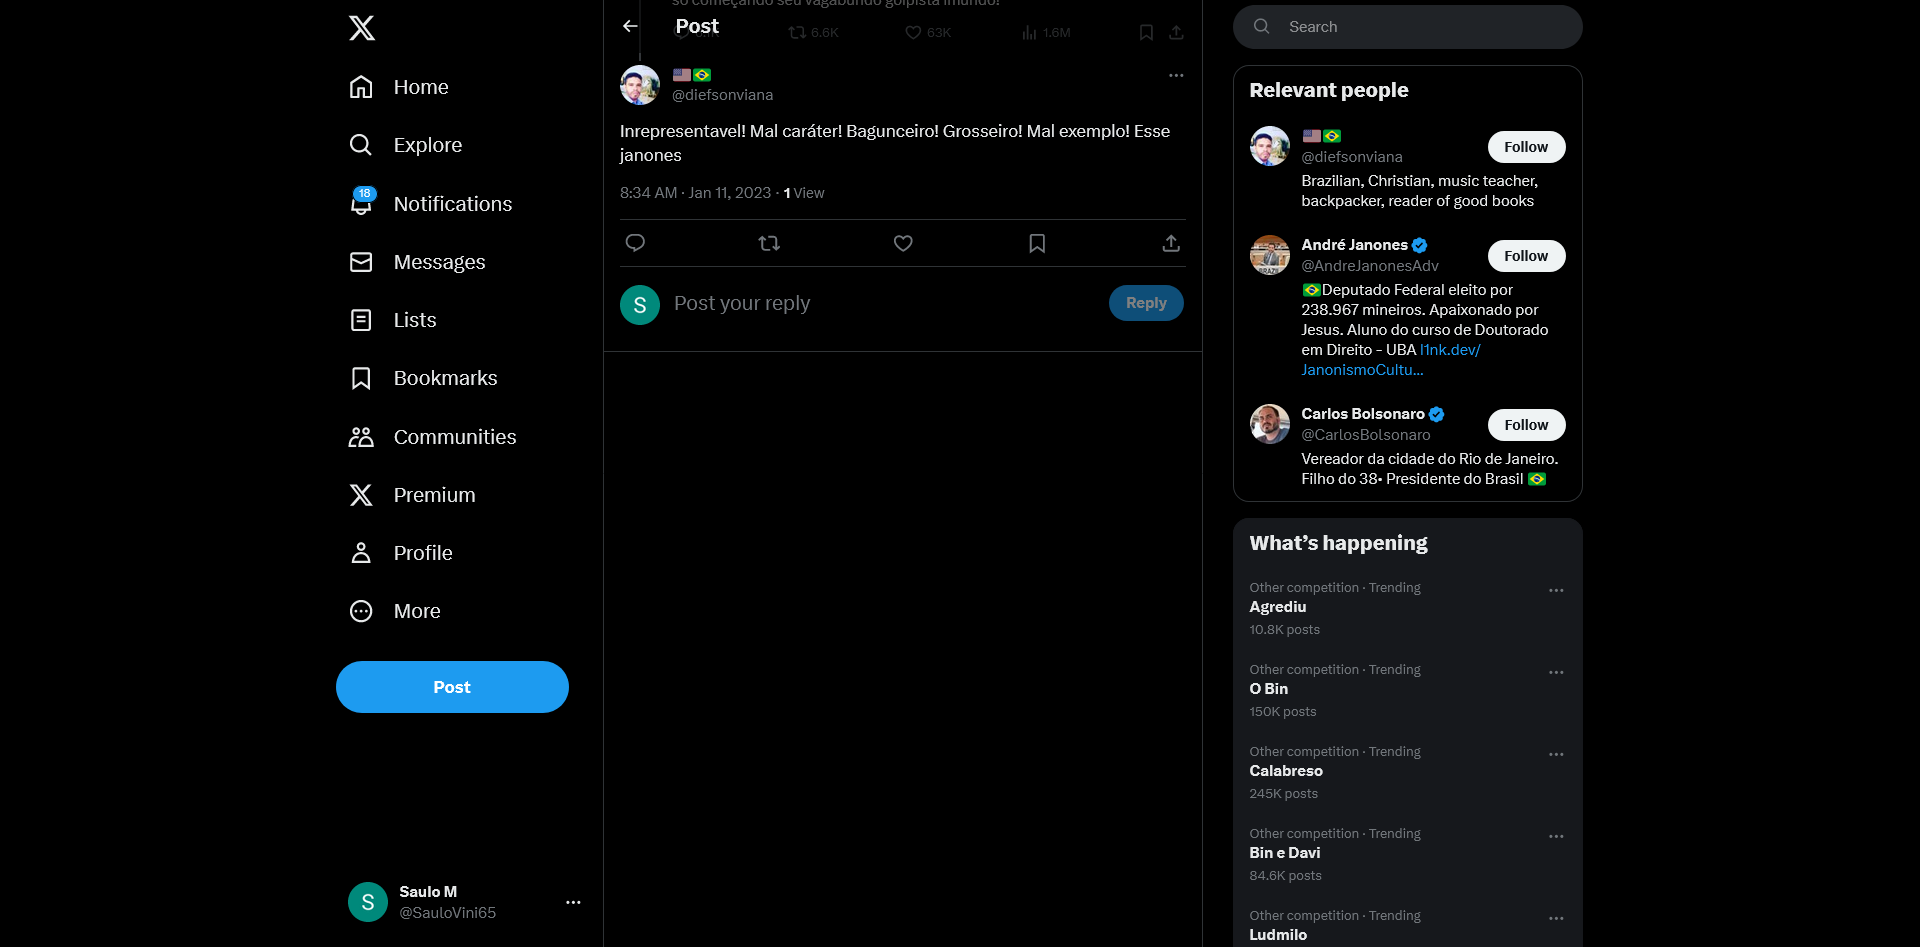 Home
Explore
18
Notifications
Messages
Lists
Bookmarks
Communities
Premium
Profile
More
Post
S
Saulo M
@SauloVini65
só começando seu vagabundo golpista imundo!
Post
6.6K
63K
1.6M
@diefsonviana
Inrepresentavel! Mal caráter! Bagunceiro! Grosseiro! Mal exemplo! Esse
janones
8:34 AM · Jan 11, 2023 · 1 View
S
Post your reply
Reply
Search
Relevant people
@diefsonviana
Follow
Brazilian, Christian, music teacher,
backpacker, reader of good books
André Janones
@AndreJanonesAdv
Follow
Deputado Federal eleito por
238.967 mineiros. Apaixonado por
Jesus. Aluno do curso de Doutorado
em Direito - UBA l1nk.dev/
JanonismoCultu…
Carlos Bolsonaro
@CarlosBolsonaro
Follow
Vereador da cidade do Rio de Janeiro.
Filho do 38• Presidente do Brasil
What’s happening
Other competition · Trending
Agrediu
10.8K posts
Other competition · Trending
O Bin
150K posts
Other competition · Trending
Calabreso
245K posts
Other competition · Trending
Bin e Davi
84.6K posts
Other competition · Trending
Ludmilo